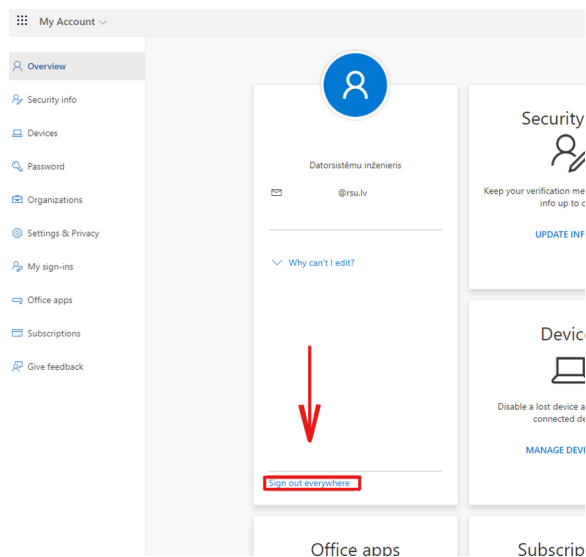 My Account
Overview
Security info
Devices
Password
Organizations
Settings & Privacy
My sign-ins
Office apps
Subscriptions
Give feedback
Datorsistēmu inženieris
@rsu.lv
Why can't I edit?
Sign out everywhere
Security
Keep your verification me
info up to
UPDATE INF
Devic
Disable a lost device a
connected de
MANAGE DEVI
Office apps
Subscrip